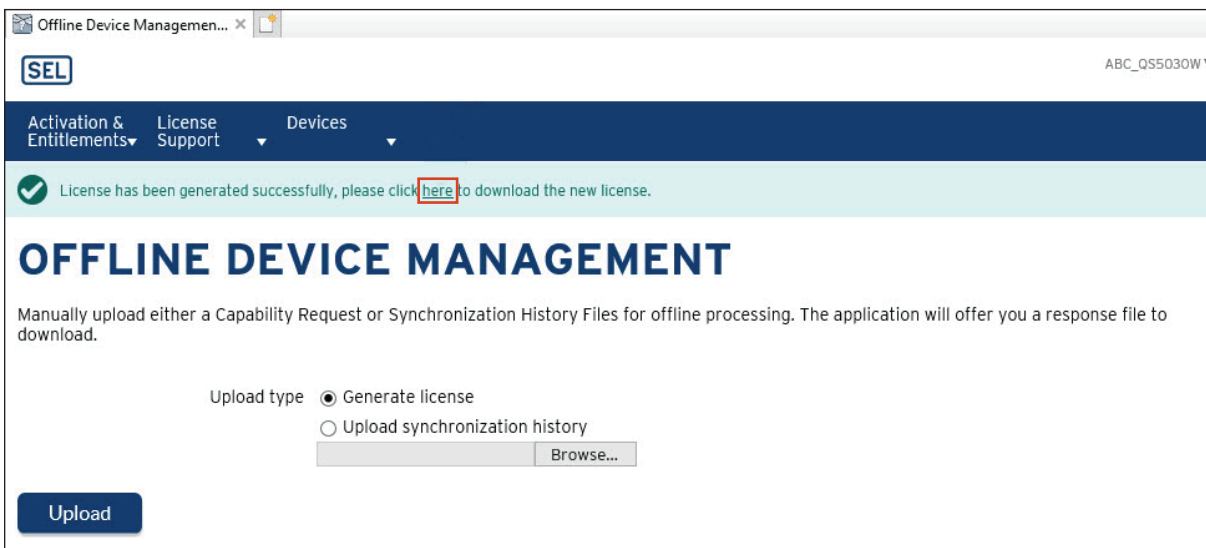 Offline Device Managemen...
SEL
ABC_QS5030W
Activation & Entitlements
License Support
Devices
License has been generated successfully, please click here to download the new license.
OFFLINE DEVICE MANAGEMENT
Manually upload either a Capability Request or Synchronization History Files for offline processing. The application will offer you a response file to
download.
Upload type Generate license
Upload synchronization history
Browse...
Upload